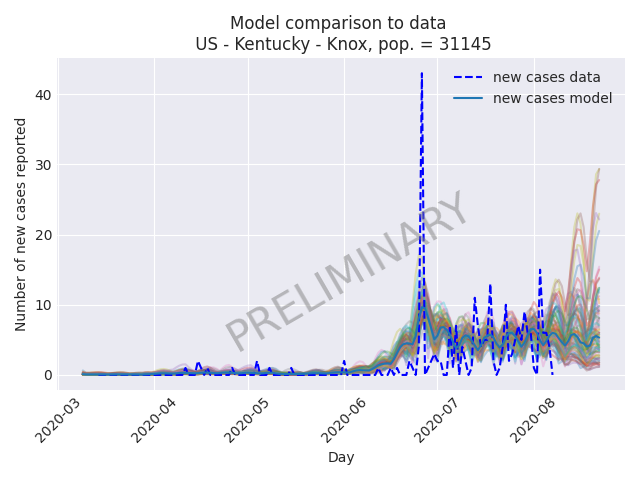 Model comparison to data
US - Kentucky - Knox, pop. = 31145
new cases data
new cases model
PRELIMINARY
Number of new cases reported
40
30
20
10
0
2020-03
2020-04
2020-05
2020-06
2020-07
2020-08
Day